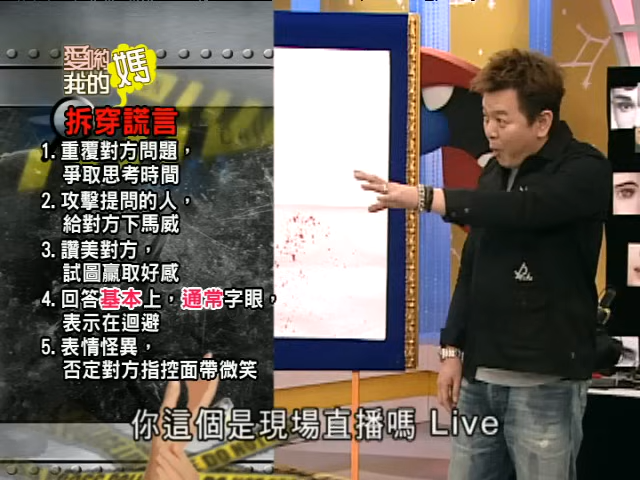 愛喲
我的媽
拆穿謊言
1. 重覆對方問題，
爭取思考時間
2. 攻擊提問的人，
給對方下馬威
3. 讚美對方，
試圖贏取好感
4. 回答基本上，通常字眼，
表示在迴避
5. 表情怪異，
否定對方指控面帶微笑
你這個是現場直播嗎 Live